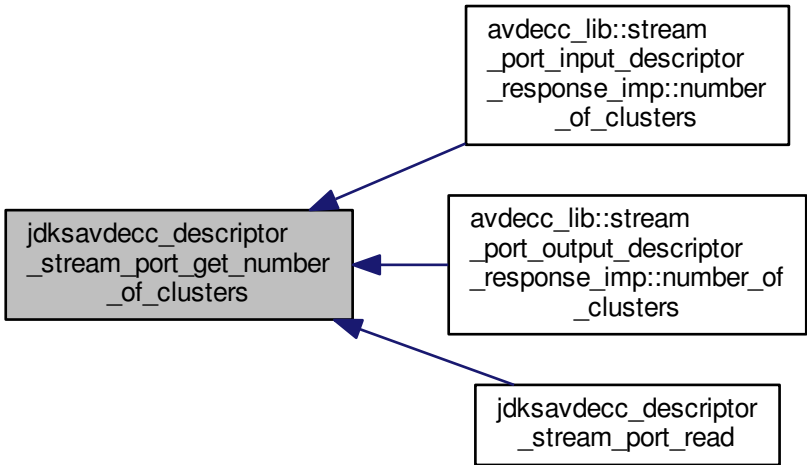 avdecc_lib::stream
_port_input_descriptor
_response_imp::number
_of_clusters
jdksavdecc_descriptor
_stream_port_get_number
_of_clusters
avdecc_lib::stream
_port_output_descriptor
_response_imp::number_of
_clusters
jdksavdecc_descriptor
_stream_port_read